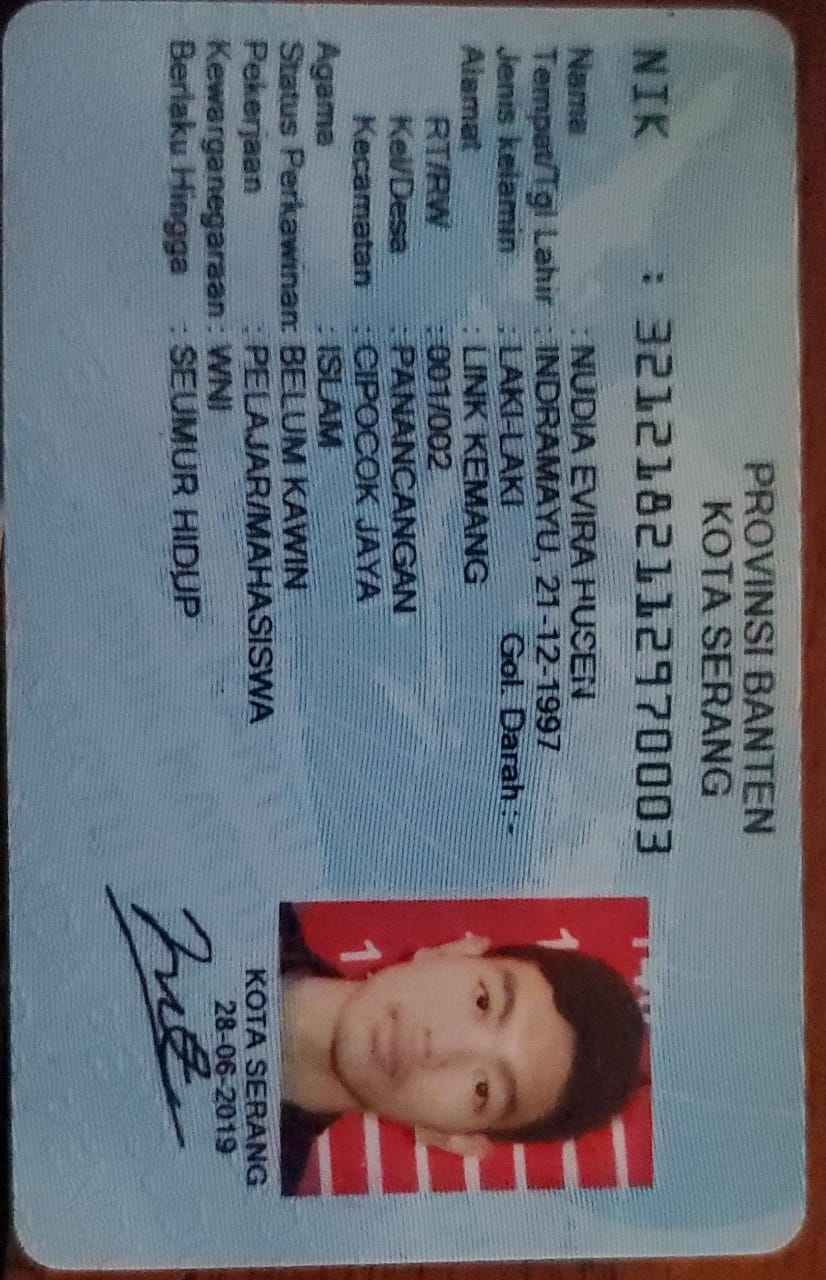 PROVINSI BANTEN
KOTA SERANG
NIK : 3212182112970003
Nama : NUDIA EVIRA HUSEN
Tempat/Tgl Lahir : INDRAMAYU, 21-12-1997
Jenis kelamin : LAKI-LAKI Gol. Darah : -
Alamat : LINK KEMANG
RT/RW : 001/002
Kel/Desa : PANANCANGAN
Kecamatan : CIPOCOK JAYA
Agama : ISLAM
Status Perkawinan: BELUM KAWIN
Pekerjaan : PELAJAR/MAHASISWA
Kewarganegaraan : WNI
Berlaku Hingga : SEUMUR HIDUP
1
1
KOTA SERANG
28-06-2019